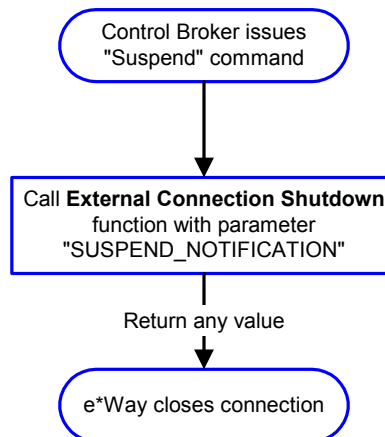 Control Broker issues
"Suspend" command
Call External Connection Shutdown
function with parameter
"SUSPEND_NOTIFICATION"
Return any value
e*Way closes connection